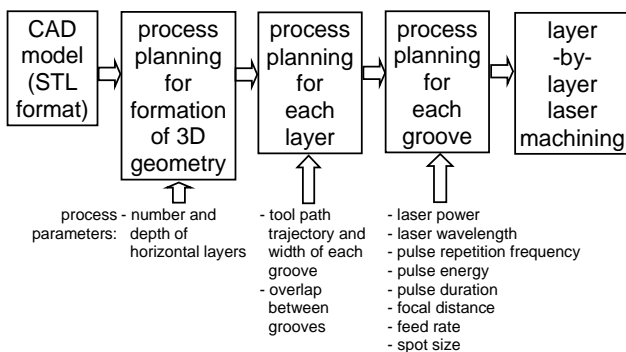 CAD
model
(STL
format)
process
planning
for
formation
of 3D
geometry
process
planning
for
each
layer
process
planning
for
each
groove
layer
-by-
layer
laser
machining
process
parameters:
- number and
depth of
horizontal layers
- tool path
trajectory and
width of each
groove
- overlap
between
grooves
- laser power
- laser wavelength
- pulse repetition frequency
- pulse energy
- pulse duration
- focal distance
- feed rate
- spot size